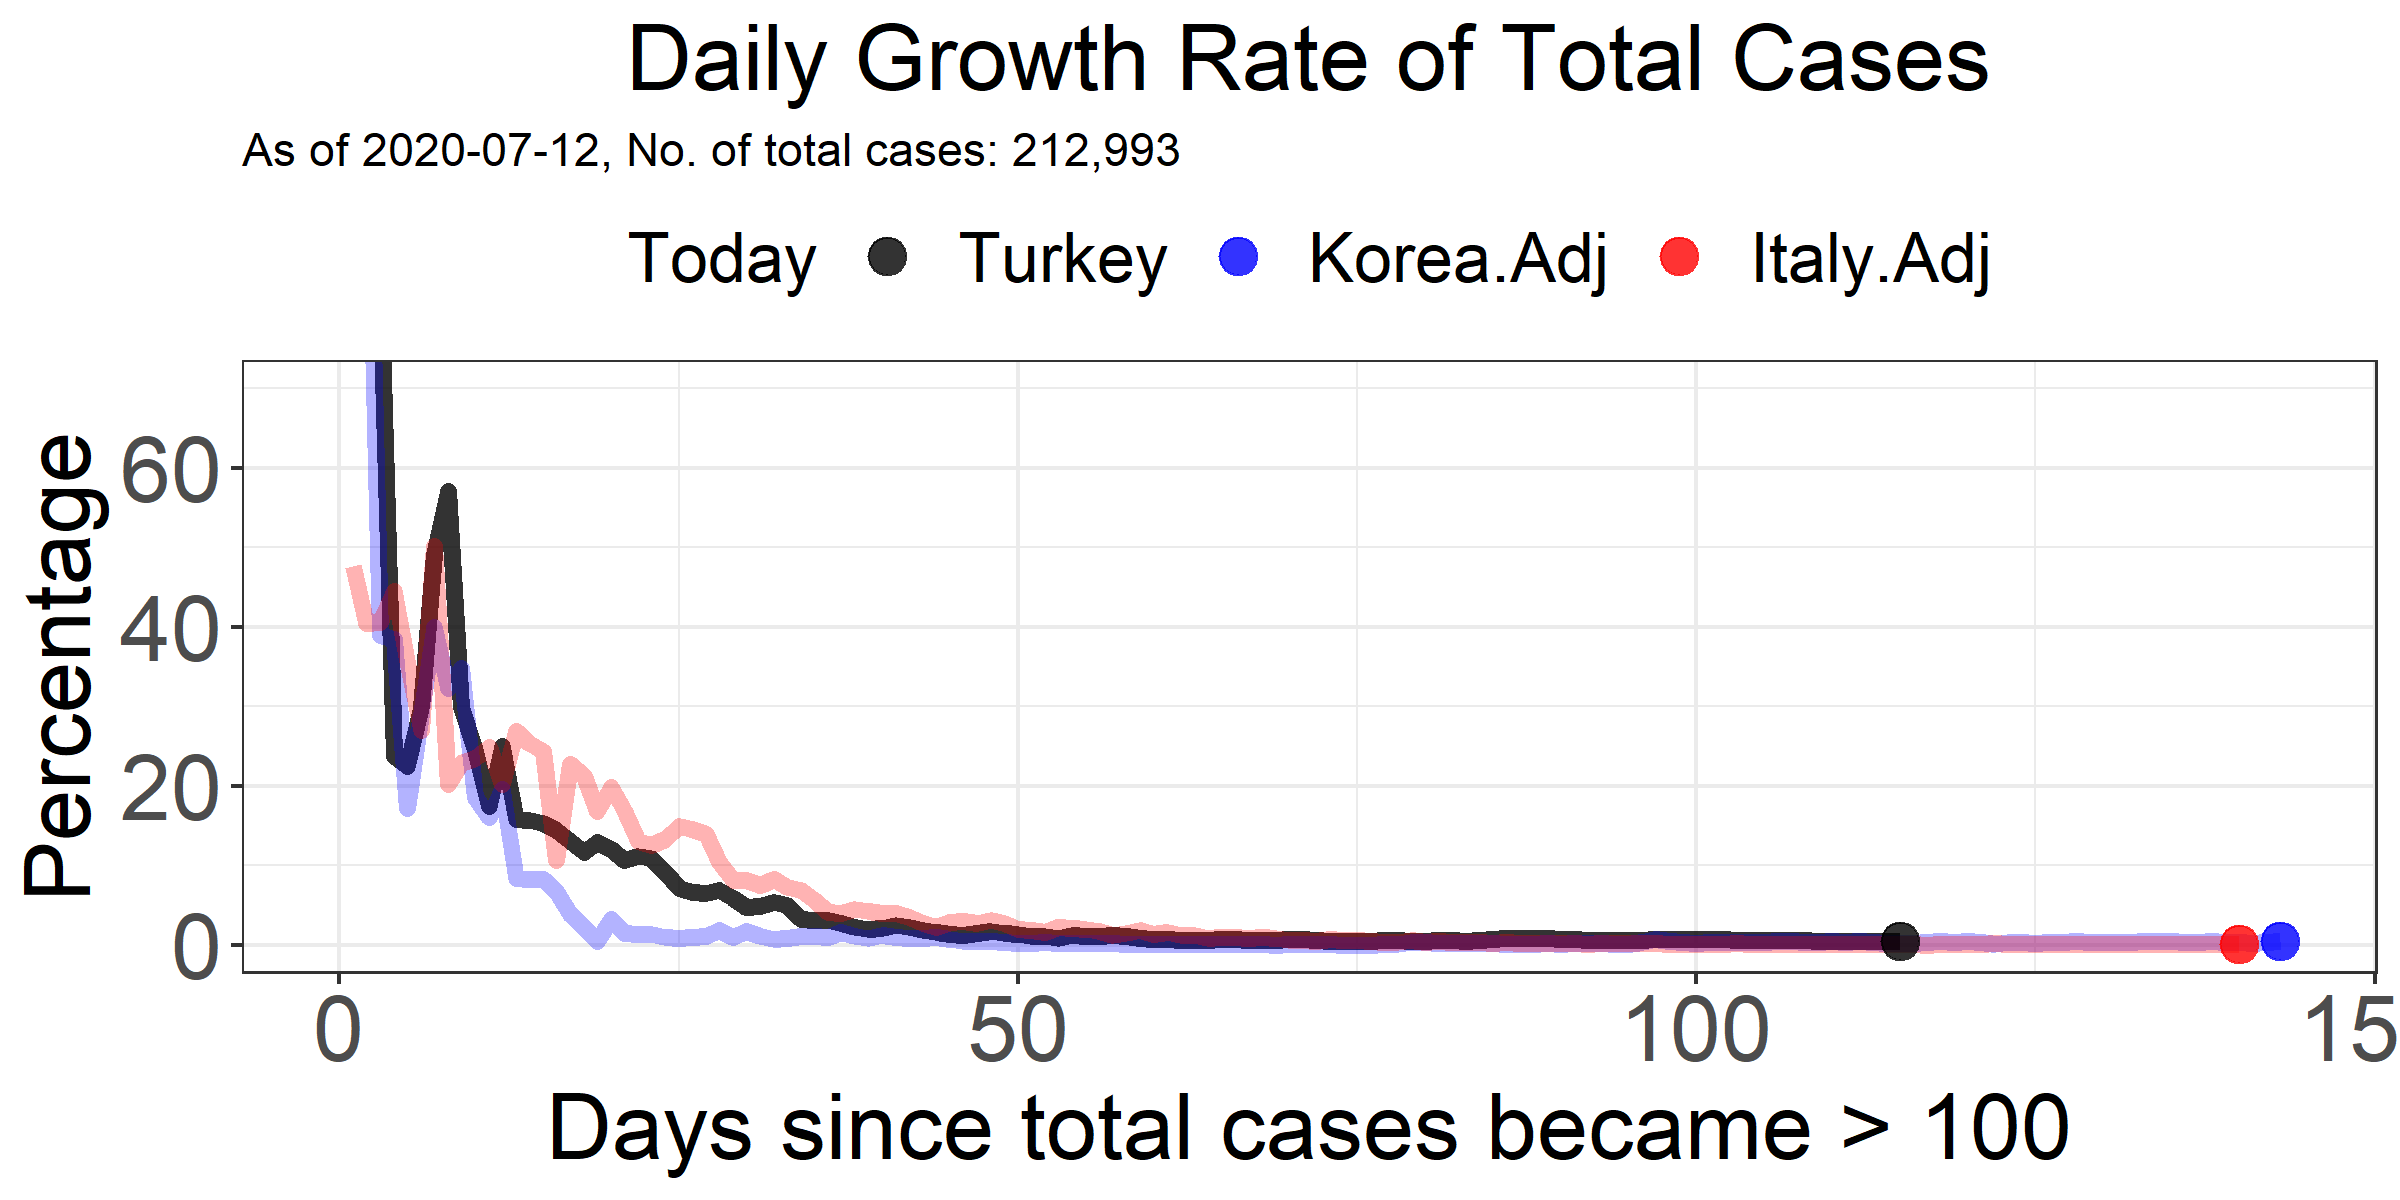 Daily Growth Rate of Total Cases
As of 2020-07-12, No. of total cases: 212,993
Today Turkey Korea.Adj Italy.Adj
Percentage
60
40
20
0
0 50 100 15
Days since total cases became > 100